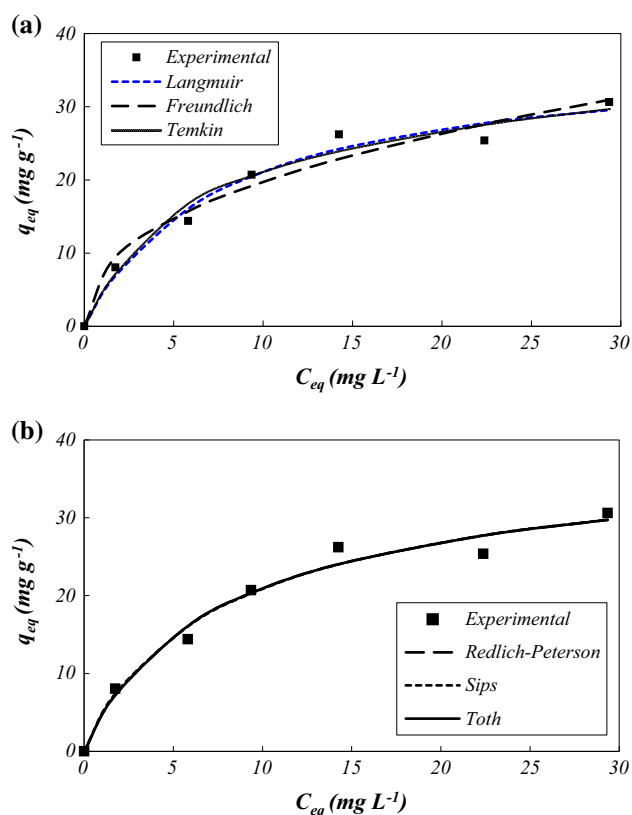 (a)
40
30
20
10
0
q_eq (mg g⁻¹)
Experimental
Langmuir
Freundlich
Temkin
0 5 10 15 20 25 30
C_eq (mg L⁻¹)
(b)
40
30
20
10
0
q_eq (mg g⁻¹)
Experimental
Redlich-Peterson
Sips
Toth
0 5 10 15 20 25 30
C_eq (mg L⁻¹)